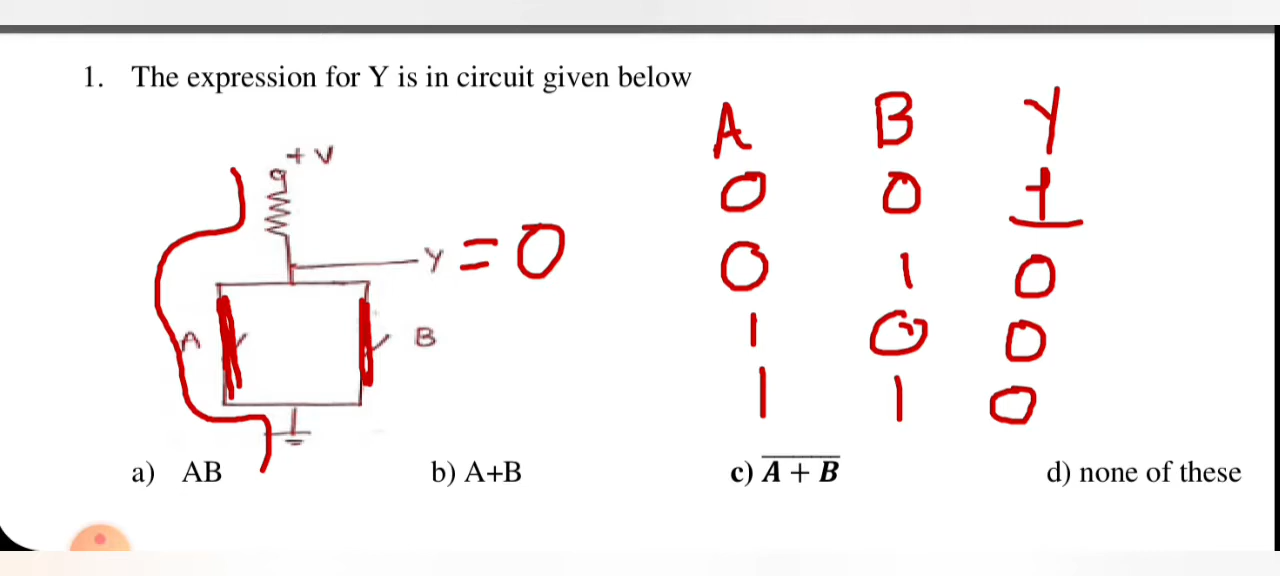 1. The expression for Y is in circuit given below
A B Y
+ V
0 0 1
Y = 0
0 1 0
A B
1 0 0
1 1 0
a) AB b) A+B c) A̅ ̅+̅ ̅B̅ d) none of these